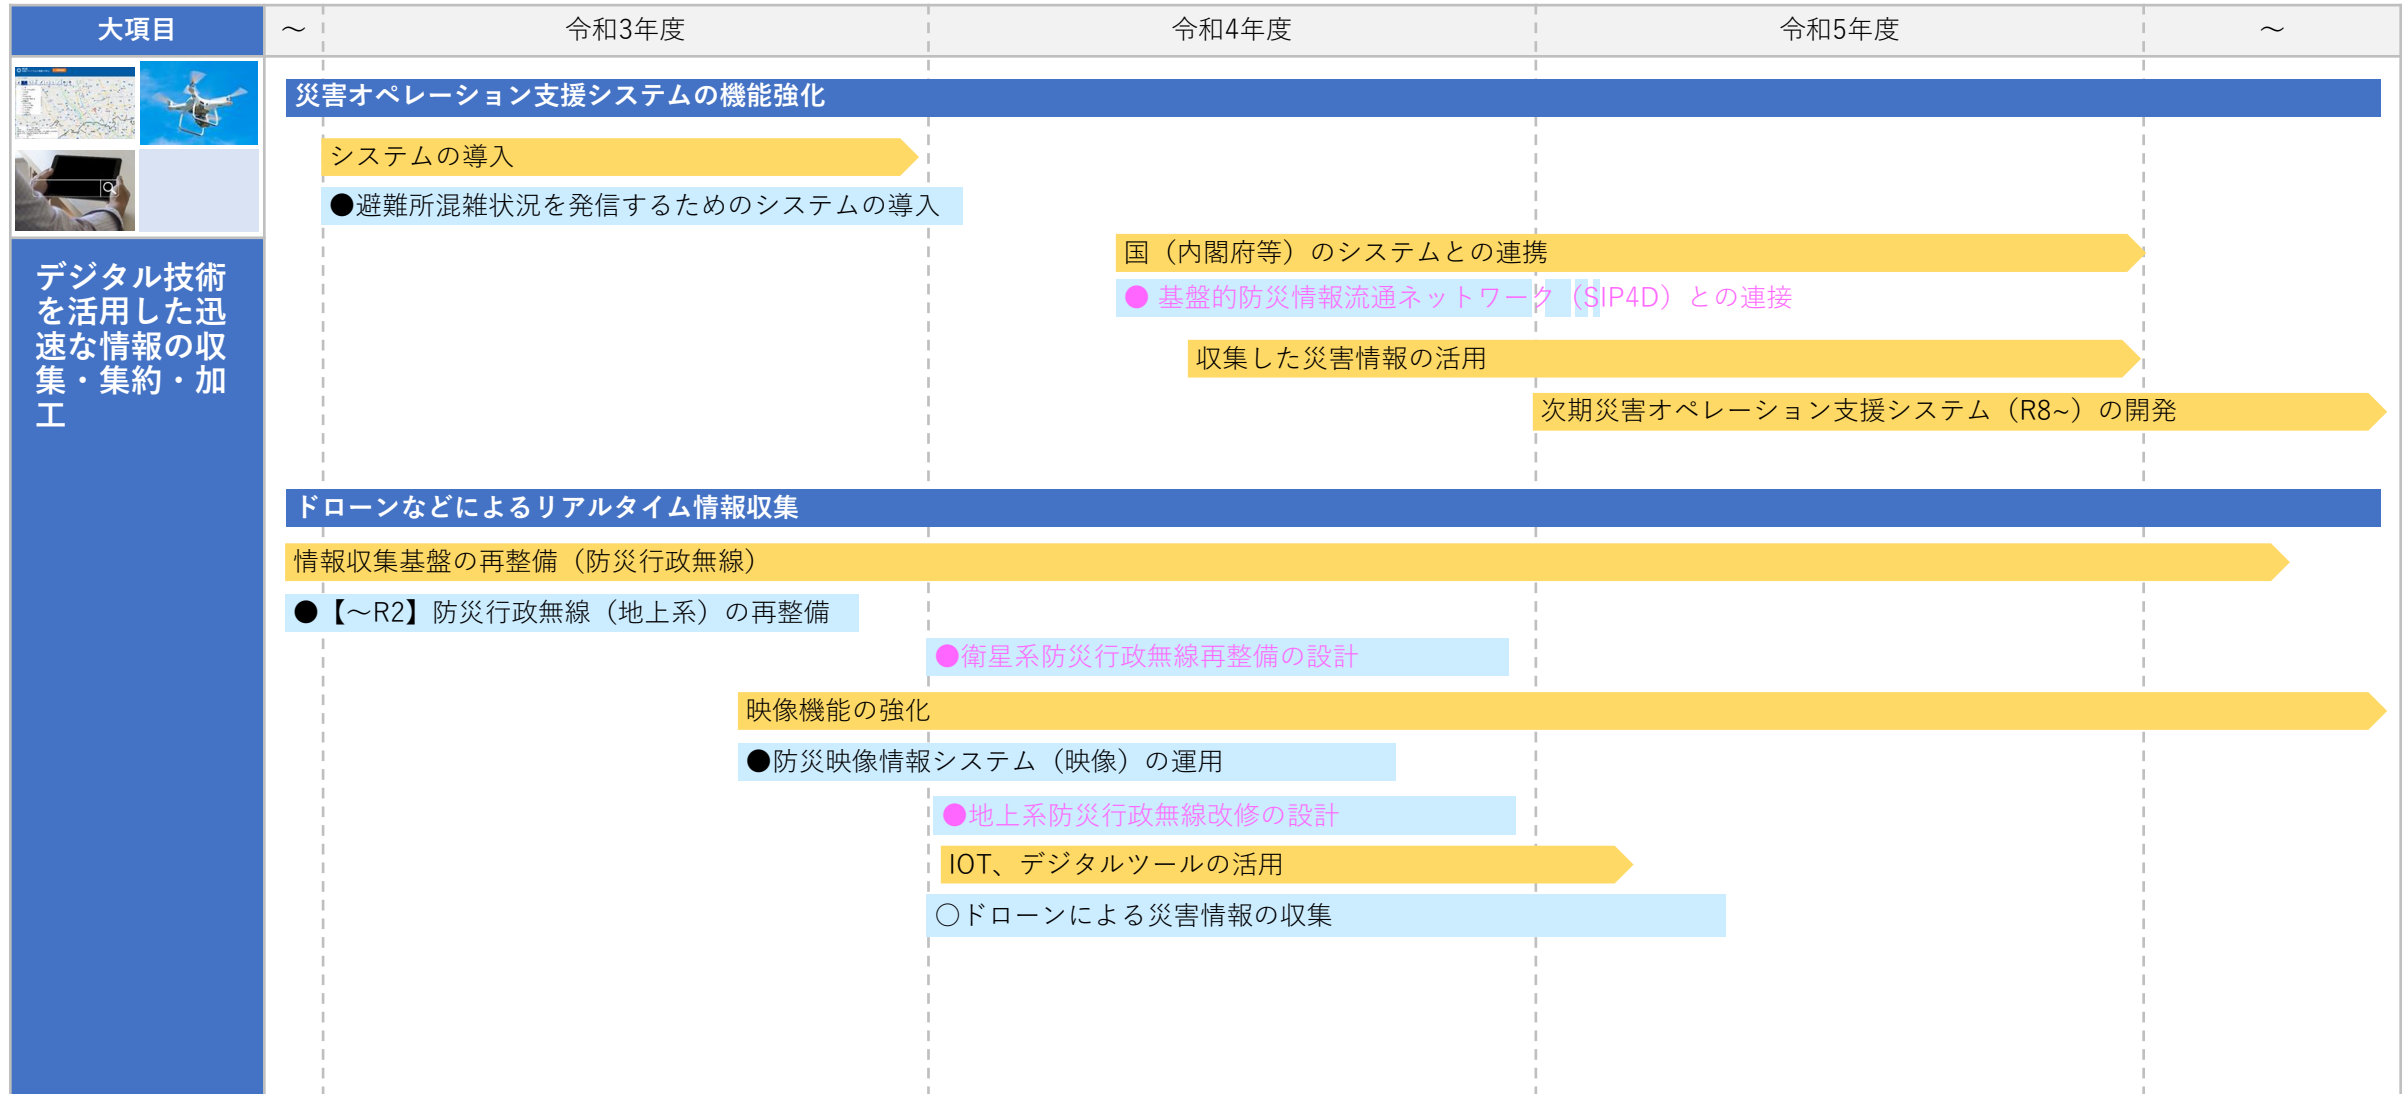 大項目
～
令和3年度
令和4年度
令和5年度
～
デジタル技術
を活用した迅
速な情報の収
集・集約・加
工
災害オペレーション支援システムの機能強化
システムの導入
●避難所混雑状況を発信するためのシステムの導入
国（内閣府等）のシステムとの連携
● 基盤的防災情報流通ネットワーク（SIP4D）との連接
収集した災害情報の活用
次期災害オペレーション支援システム（R8~）の開発
ドローンなどによるリアルタイム情報収集
情報収集基盤の再整備（防災行政無線）
●【～R2】防災行政無線（地上系）の再整備
●衛星系防災行政無線再整備の設計
映像機能の強化
●防災映像情報システム（映像）の運用
●地上系防災行政無線改修の設計
IOT、デジタルツールの活用
○ドローンによる災害情報の収集